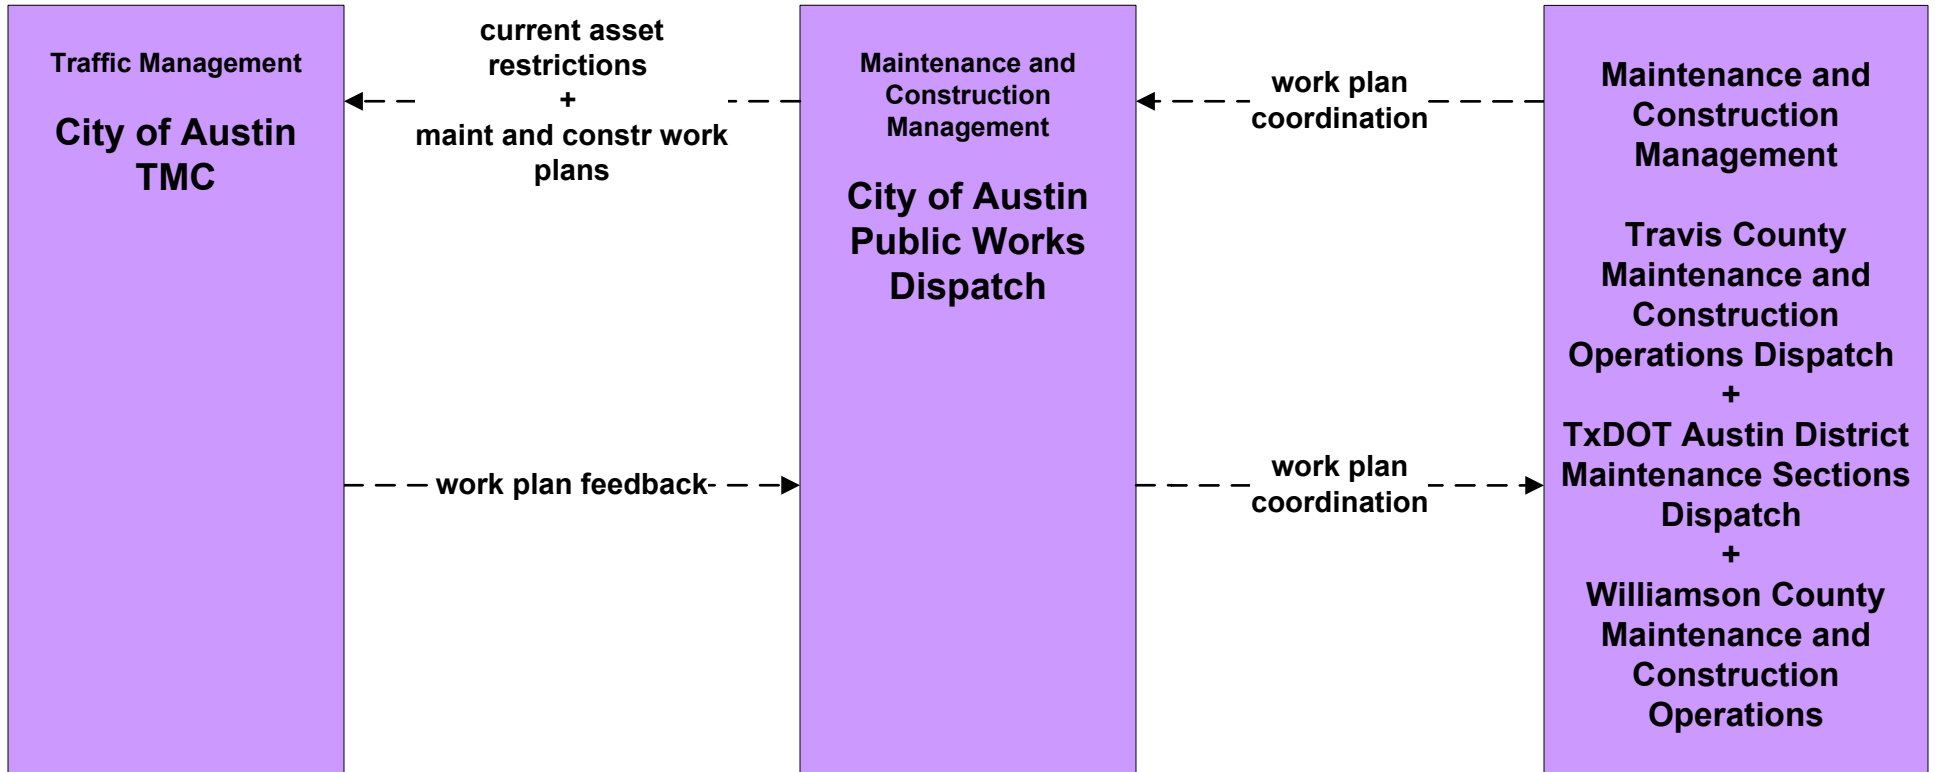 Traffic Management
City of Austin
TMC
current asset
restrictions
+
maint and constr work
plans
work plan feedback
Maintenance and
Construction
Management
City of Austin
Public Works
Dispatch
work plan
coordination
work plan
coordination
Maintenance and
Construction
Management
Travis County
Maintenance and
Construction
Operations Dispatch
+
TxDOT Austin District
Maintenance Sections
Dispatch
+
Williamson County
Maintenance and
Construction
Operations